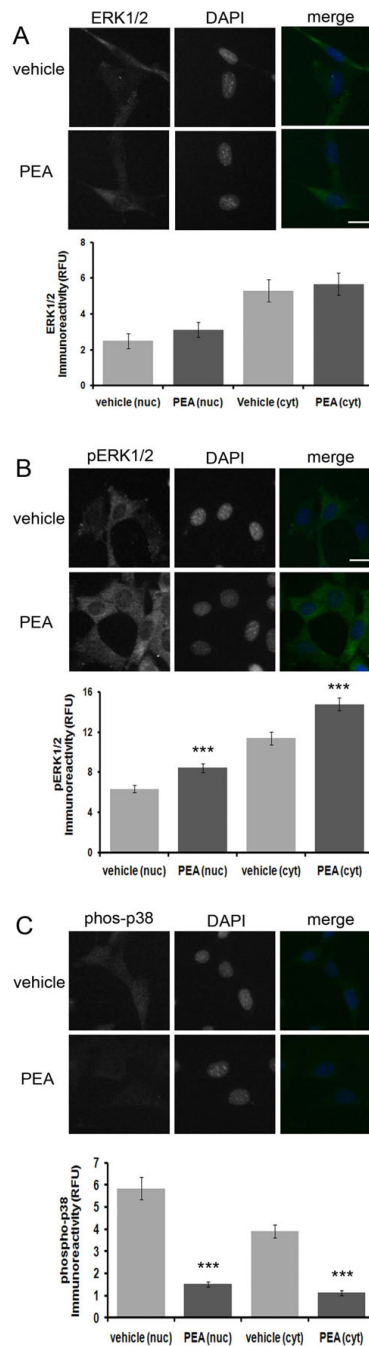 A
ERK1/2 DAPI merge
vehicle
PEA
8
6
4
2
0
ERK1/2
Immunoreactivity (RFU)
vehicle (nuc) PEA (nuc) Vehicle (cyt) PEA (cyt)
B
pERK1/2 DAPI merge
vehicle
PEA
16
12
8
4
0
pERK1/2
Immunoreactivity (RFU)
*** ***
vehicle (nuc) PEA (nuc) vehicle (cyt) PEA (cyt)
C
phos-p38 DAPI merge
vehicle
PEA
7
6
5
4
3
2
1
0
phospho-p38
Immunoreactivity (RFU)
*** ***
vehicle (nuc) PEA (nuc) vehicle (cyt) PEA (cyt)